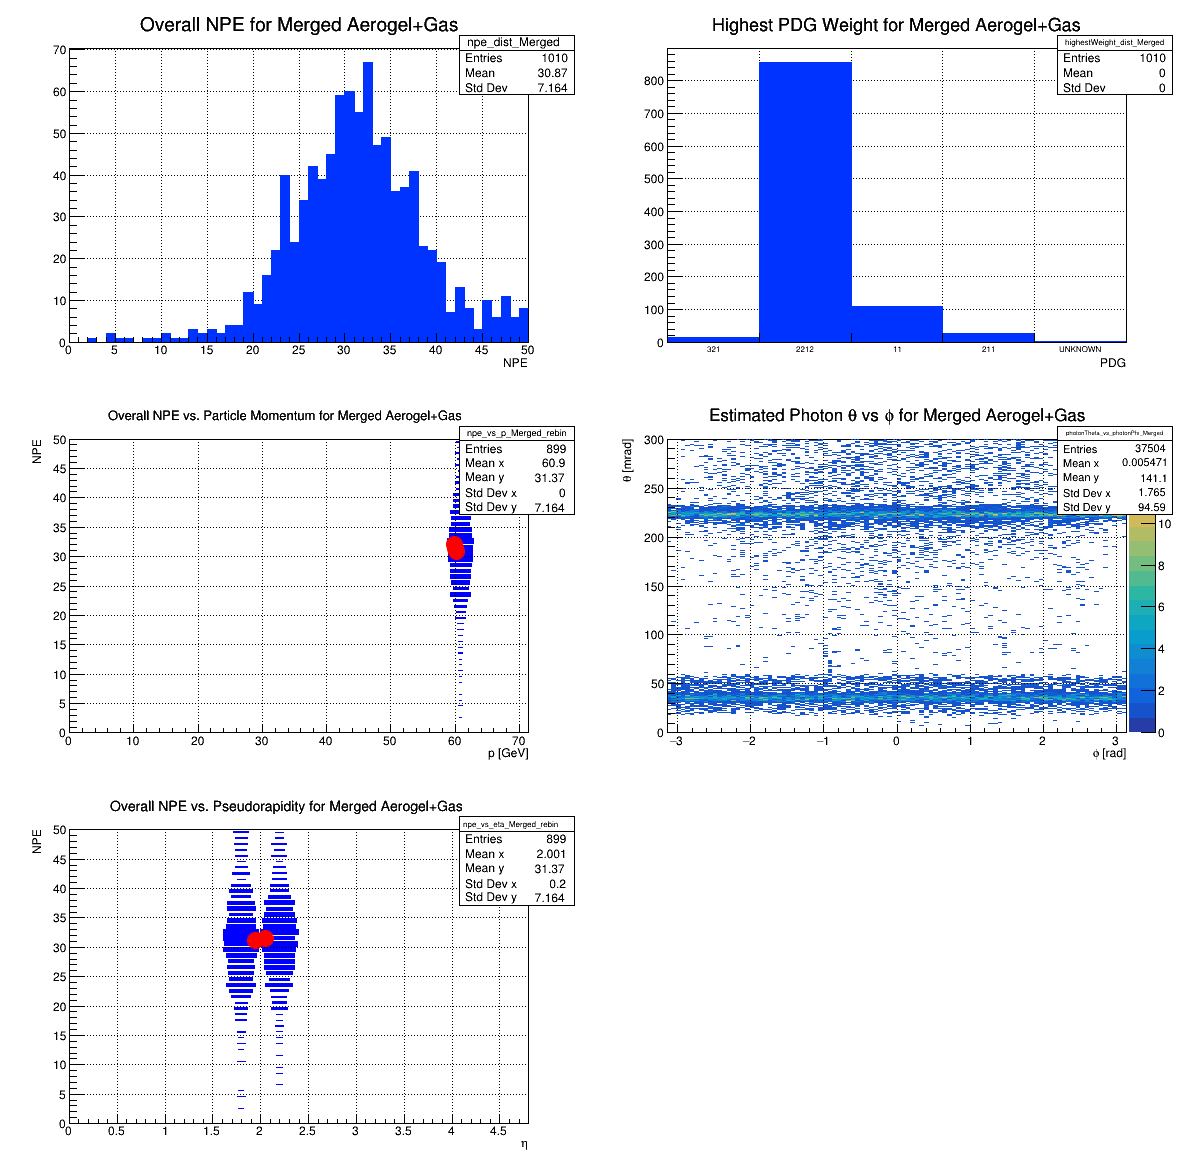 Overall NPE for Merged Aerogel+Gas
npe_dist_Merged
Entries 1010
Mean 30.87
Std Dev 7.164
70
60
50
40
30
20
10
0
0 5 10 15 20 25 30 35 40 45 50
NPE
Highest PDG Weight for Merged Aerogel+Gas
highestWeight_dist_Merged
Entries 1010
Mean 0
Std Dev 0
800
700
600
500
400
300
200
100
0
321 2212 11 211 UNKNOWN
PDG
Overall NPE vs. Particle Momentum for Merged Aerogel+Gas
npe_vs_p_Merged_rebin
Entries 899
Mean x 60.9
Mean y 31.37
Std Dev x 0
Std Dev y 7.164
NPE
50
45
40
35
30
25
20
15
10
5
0
0 10 20 30 40 50 60 70
p [GeV]
Estimated Photon θ vs ϕ for Merged Aerogel+Gas
photonTheta_vs_photonPhi_Merged
Entries 37504
Mean x 0.005471
Mean y 141.1
Std Dev x 1.765
Std Dev y 94.59
θ [mrad]
300
250
200
150
100
50
0
−3 −2 −1 0 1 2 3
ϕ [rad]
10
8
6
4
2
0
Overall NPE vs. Pseudorapidity for Merged Aerogel+Gas
npe_vs_eta_Merged_rebin
Entries 899
Mean x 2.001
Mean y 31.37
Std Dev x 0.2
Std Dev y 7.164
NPE
50
45
40
35
30
25
20
15
10
5
0
0 0.5 1 1.5 2 2.5 3 3.5 4 4.5
η